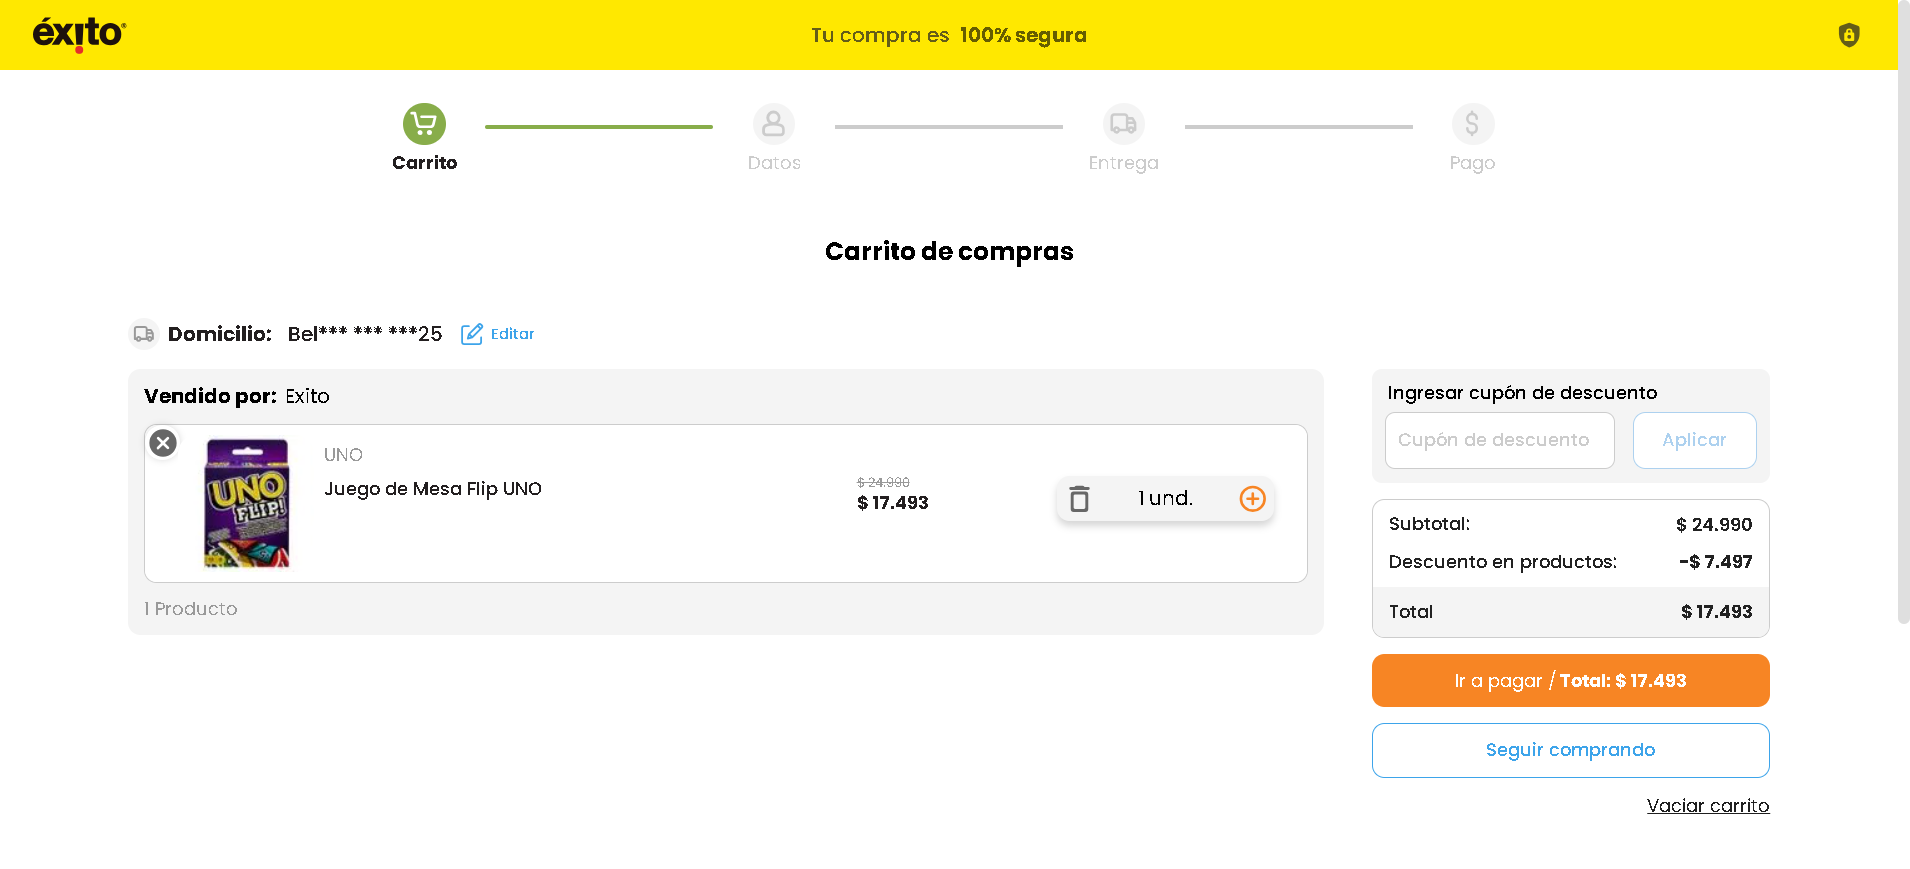 éxito
Tu compra es 100% segura
Carrito
Datos
Entrega
Pago
Carrito de compras
Domicilio: Bel*** *** ***25 Editar
Vendido por: Exito
UNO
Juego de Mesa Flip UNO
$ 24.990
$ 17.493
1 und.
UNO
FLIP!
1 Producto
Ingresar cupón de descuento
Cupón de descuento
Aplicar
Subtotal: $ 24.990
Descuento en productos: -$ 7.497
Total $ 17.493
Ir a pagar / Total: $ 17.493
Seguir comprando
Vaciar carrito